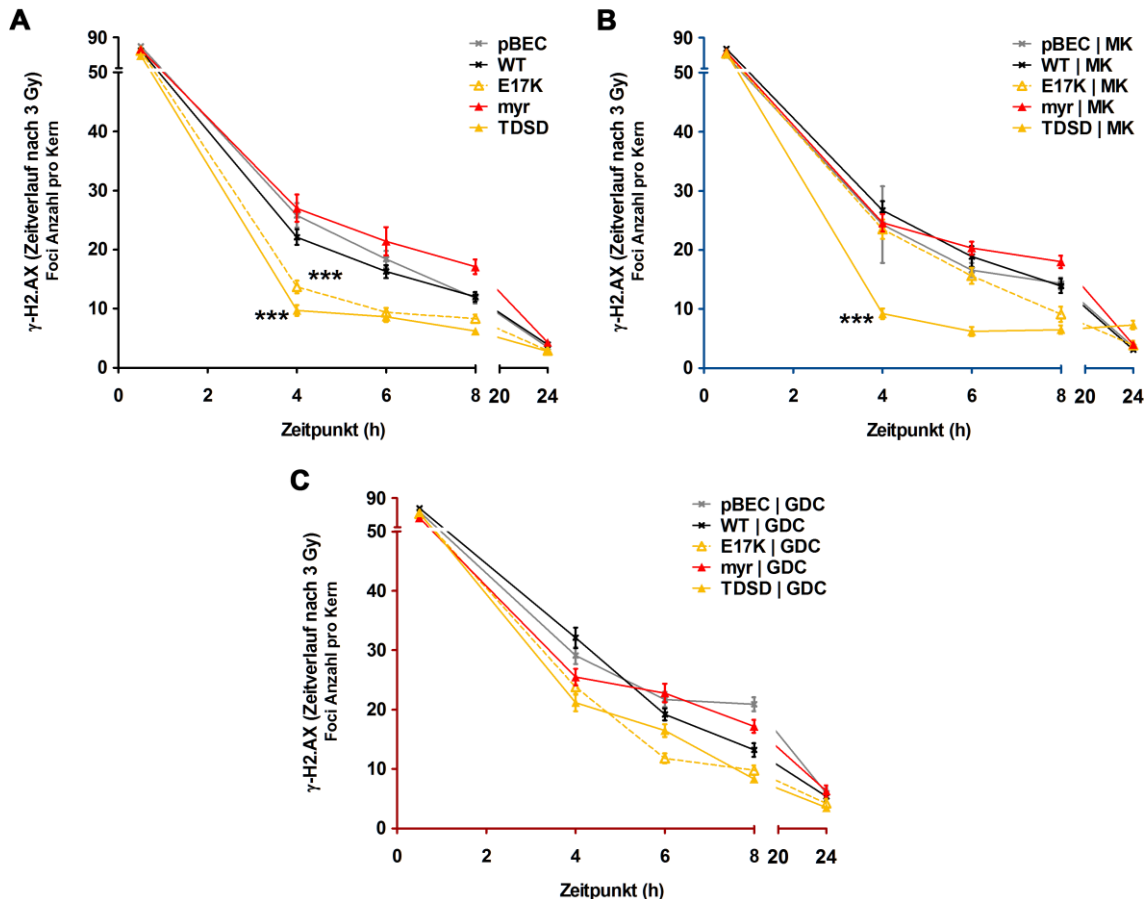 A
γ-H2.AX (Zeitverlauf nach 3 Gy)
Foci Anzahl pro Kern
90
50
40
30
20
10
0
pBEC
WT
E17K
myr
TDSD
***
***
0 2 4 6 8 20 24
Zeitpunkt (h)
B
γ-H2.AX (Zeitverlauf nach 3 Gy)
Foci Anzahl pro Kern
90
50
40
30
20
10
0
pBEC | MK
WT | MK
E17K | MK
myr | MK
TDSD | MK
***
0 2 4 6 8 20 24
Zeitpunkt (h)
C
γ-H2.AX (Zeitverlauf nach 3 Gy)
Foci Anzahl pro Kern
90
50
40
30
20
10
0
pBEC | GDC
WT | GDC
E17K | GDC
myr | GDC
TDSD | GDC
0 2 4 6 8 20 24
Zeitpunkt (h)